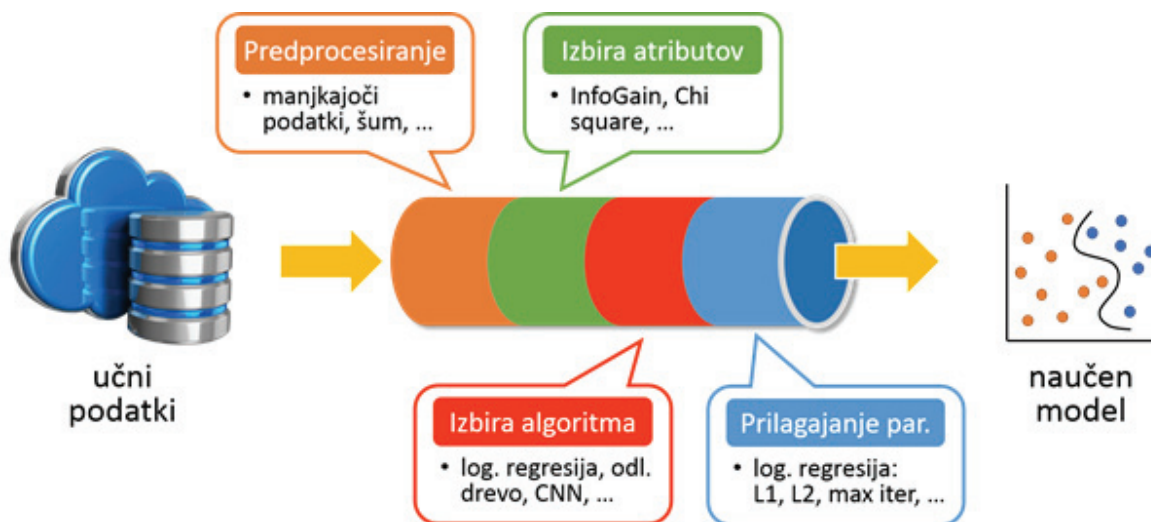 Predprocesiranje
• manjkajoči
podatki, šum, ...
Izbira atributov
• InfoGain, Chi
square, ...
učni
podatki
Izbira algoritma
• log. regresija, odl.
drevo, CNN, ...
Prilagajanje par.
• log. regresija:
L1, L2, max iter, ...
naučen
model